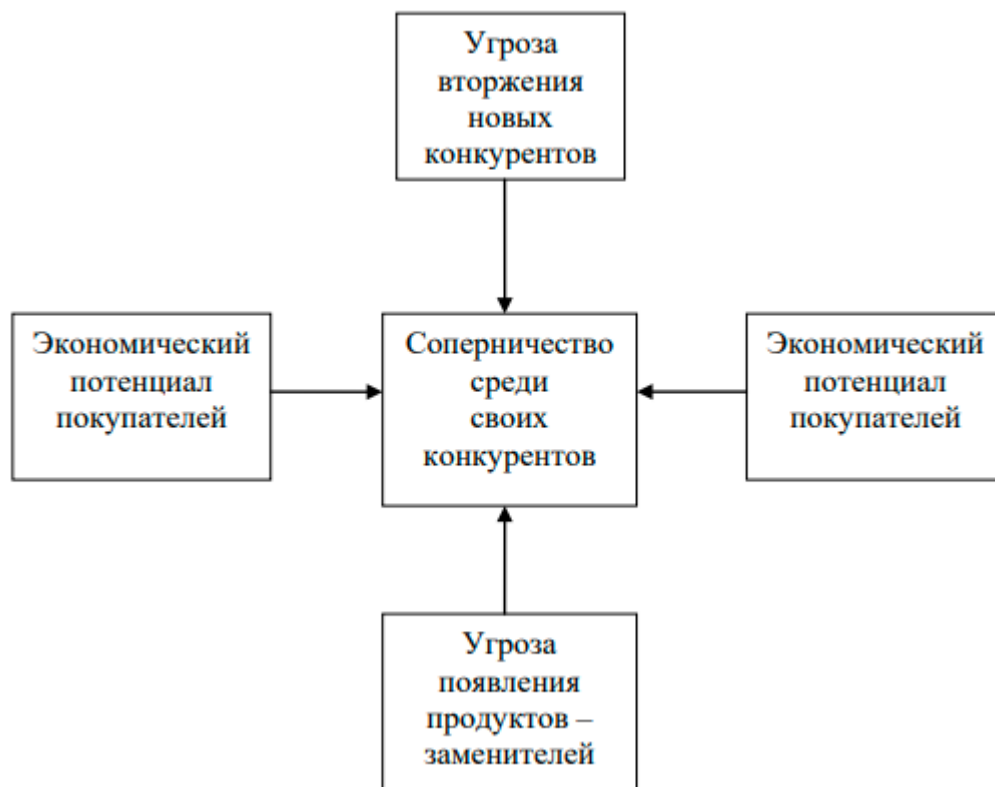 Угроза
вторжения
новых
конкурентов
Экономический
потенциал
покупателей
Соперничество
среди
своих
конкурентов
Экономический
потенциал
покупателей
Угроза
появления
продуктов –
заменителей